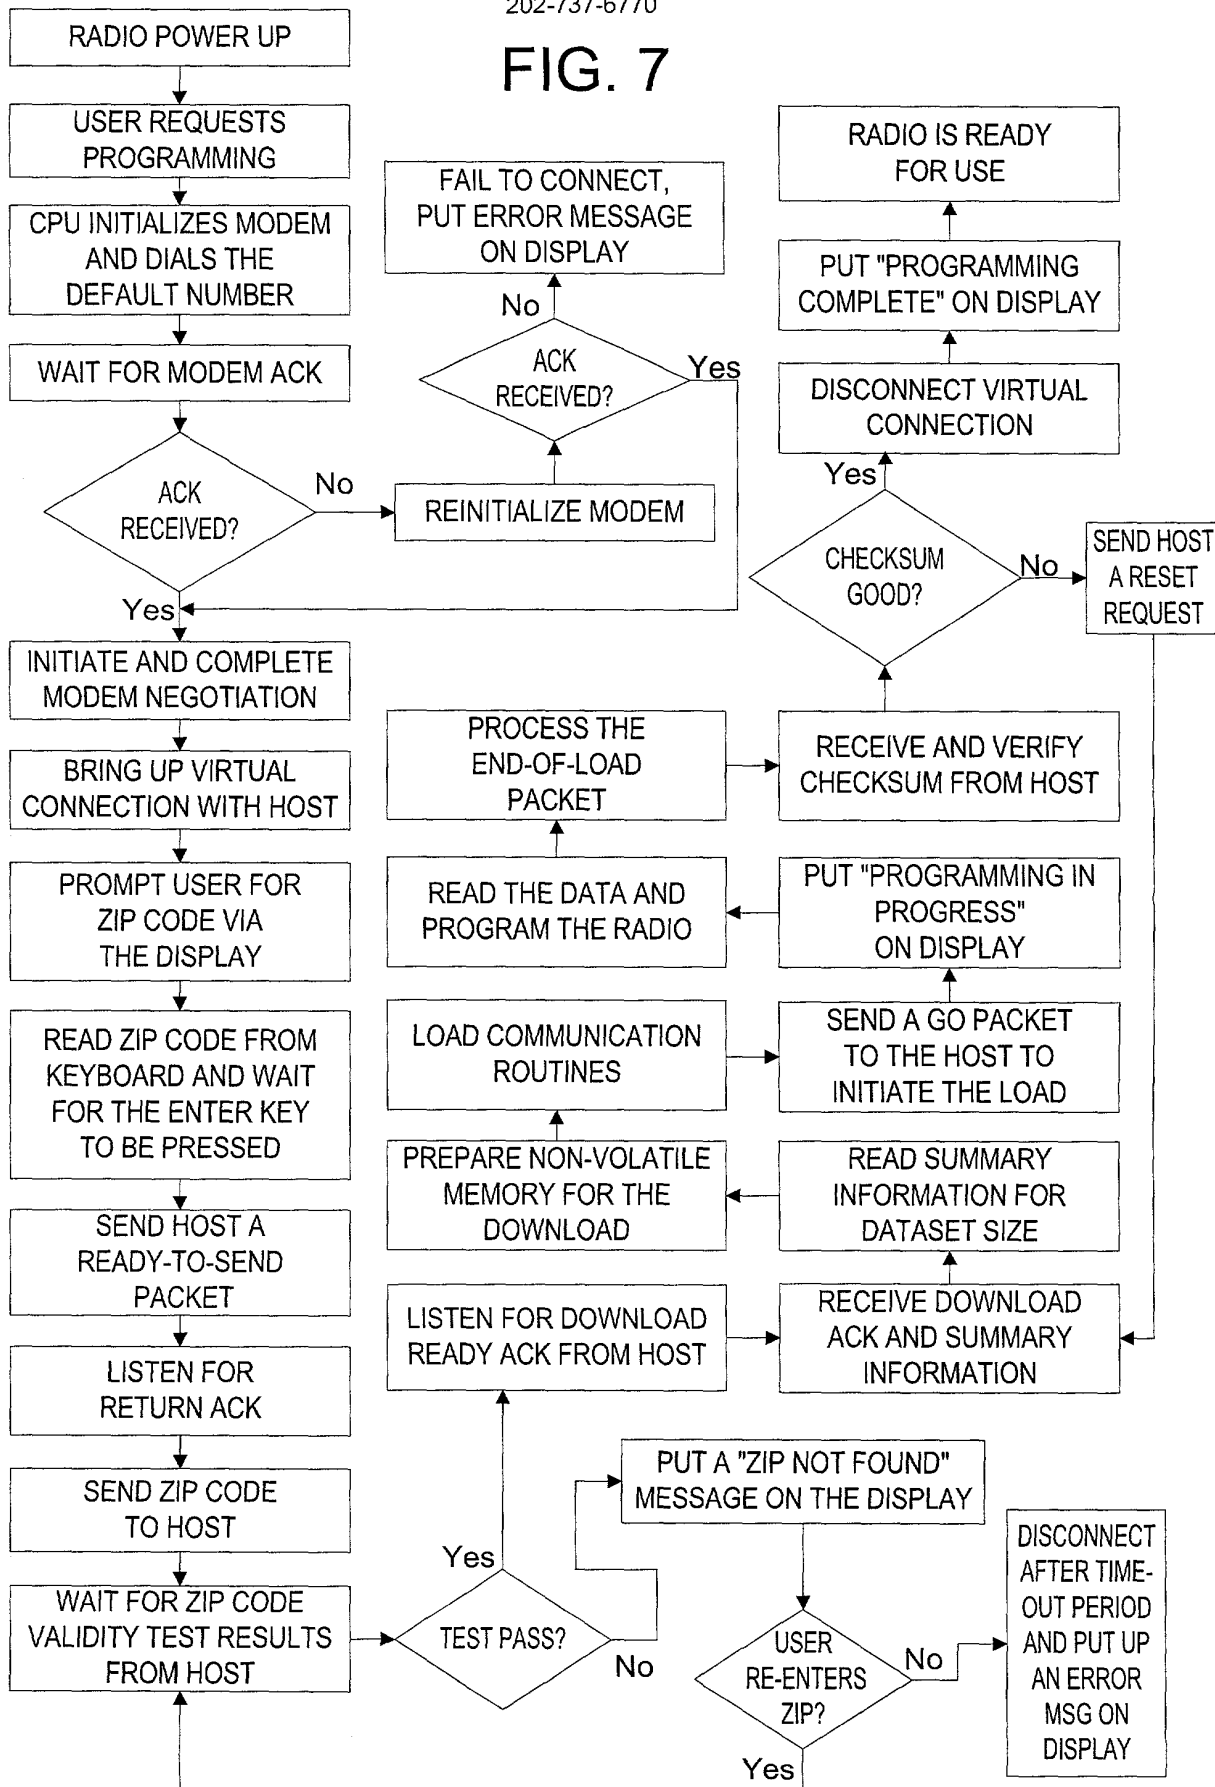 202-737-6770
FIG. 7
RADIO POWER UP
USER REQUESTS
PROGRAMMING
CPU INITIALIZES MODEM
AND DIALS THE
DEFAULT NUMBER
WAIT FOR MODEM ACK
ACK
RECEIVED?
No
Yes
REINITIALIZE MODEM
ACK
RECEIVED?
No
Yes
FAIL TO CONNECT,
PUT ERROR MESSAGE
ON DISPLAY
INITIATE AND COMPLETE
MODEM NEGOTIATION
BRING UP VIRTUAL
CONNECTION WITH HOST
PROMPT USER FOR
ZIP CODE VIA
THE DISPLAY
READ ZIP CODE FROM
KEYBOARD AND WAIT
FOR THE ENTER KEY
TO BE PRESSED
SEND HOST A
READY-TO-SEND
PACKET
LISTEN FOR
RETURN ACK
SEND ZIP CODE
TO HOST
WAIT FOR ZIP CODE
VALIDITY TEST RESULTS
FROM HOST
TEST PASS?
Yes
No
PUT A "ZIP NOT FOUND"
MESSAGE ON THE DISPLAY
USER
RE-ENTERS
ZIP?
No
Yes
DISCONNECT
AFTER TIME-
OUT PERIOD
AND PUT UP
AN ERROR
MSG ON
DISPLAY
LISTEN FOR DOWNLOAD
READY ACK FROM HOST
RECEIVE DOWNLOAD
ACK AND SUMMARY
INFORMATION
READ SUMMARY
INFORMATION FOR
DATASET SIZE
PREPARE NON-VOLATILE
MEMORY FOR THE
DOWNLOAD
LOAD COMMUNICATION
ROUTINES
SEND A GO PACKET
TO THE HOST TO
INITIATE THE LOAD
PUT "PROGRAMMING IN
PROGRESS"
ON DISPLAY
READ THE DATA AND
PROGRAM THE RADIO
PROCESS THE
END-OF-LOAD
PACKET
RECEIVE AND VERIFY
CHECKSUM FROM HOST
CHECKSUM
GOOD?
No
Yes
SEND HOST
A RESET
REQUEST
DISCONNECT VIRTUAL
CONNECTION
PUT "PROGRAMMING
COMPLETE" ON DISPLAY
RADIO IS READY
FOR USE